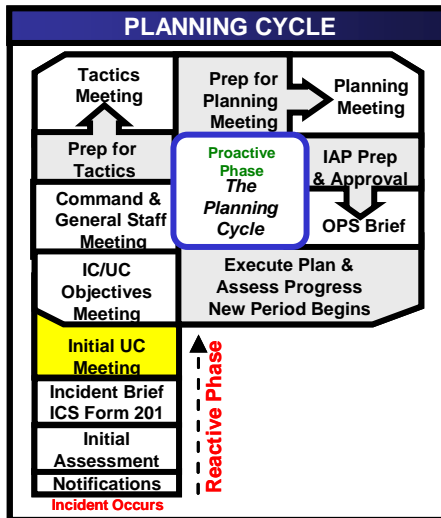 PLANNING CYCLE
Tactics
Meeting
Prep for
Planning
Meeting
Planning
Meeting
Prep for
Tactics
Proactive
Phase
The
Planning
Cycle
IAP Prep
& Approval
Command &
General Staff
Meeting
OPS Brief
IC/UC
Objectives
Meeting
Execute Plan &
Assess Progress
New Period Begins
Initial UC
Meeting
Incident Brief
ICS Form 201
Initial
Assessment
Notifications
Reactive Phase
Incident Occurs